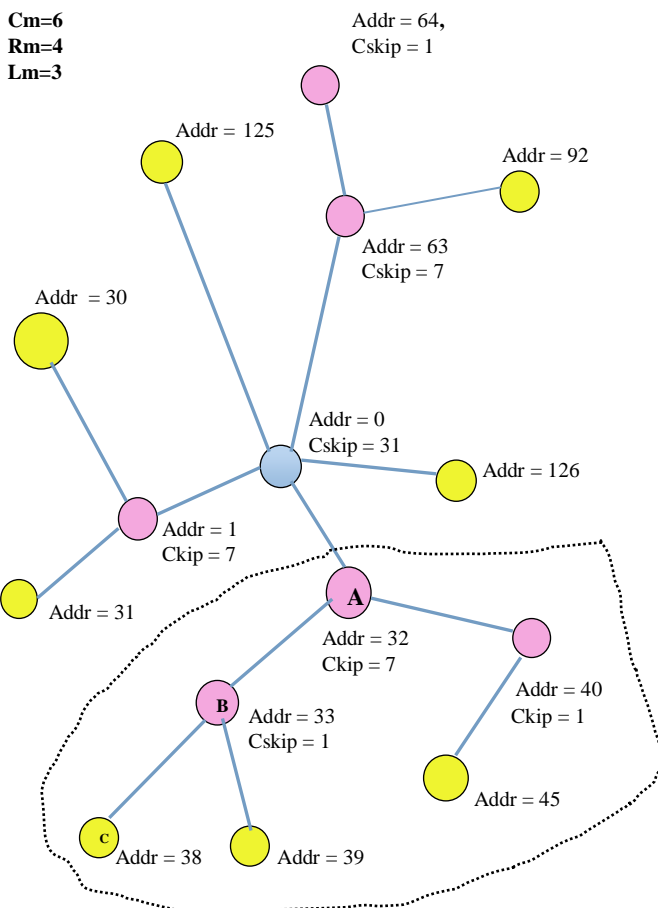 Cm=6
Rm=4
Lm=3
Addr = 64,
Cskip = 1
Addr = 125
Addr = 92
Addr = 63
Cskip = 7
Addr = 30
Addr = 0
Cskip = 31
Addr = 126
Addr = 1
Ckip = 7
Addr = 31
A
Addr = 32
Ckip = 7
Addr = 40
Ckip = 1
B
Addr = 33
Cskip = 1
Addr = 45
C
Addr = 38
Addr = 39